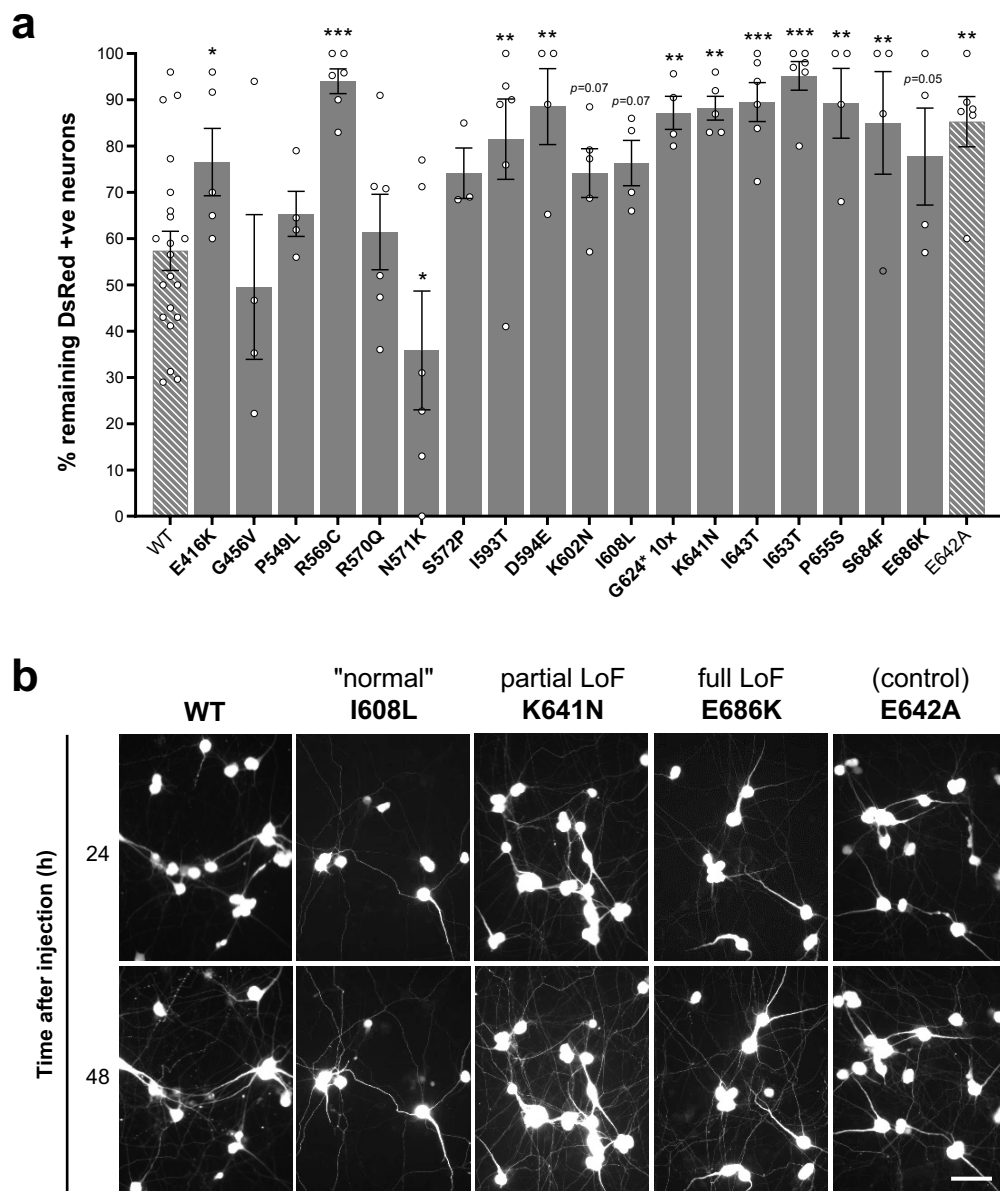 a
% remaining DsRed +ve neurons
100
90
80
70
60
50
40
30
20
10
0
*
***
*
**
**
p=0.07
p=0.07
**
**
***
***
**
**
p=0.05
**
WT
E416K
G456V
P549L
R569C
R570Q
N571K
S572P
I593T
D594E
K602N
I608L
G624* 10x
K641N
I643T
I653T
P655S
S684F
E686K
E642A
b
WT
"normal"
I608L
partial LoF
K641N
full LoF
E686K
(control)
E642A
Time after injection (h)
24
48